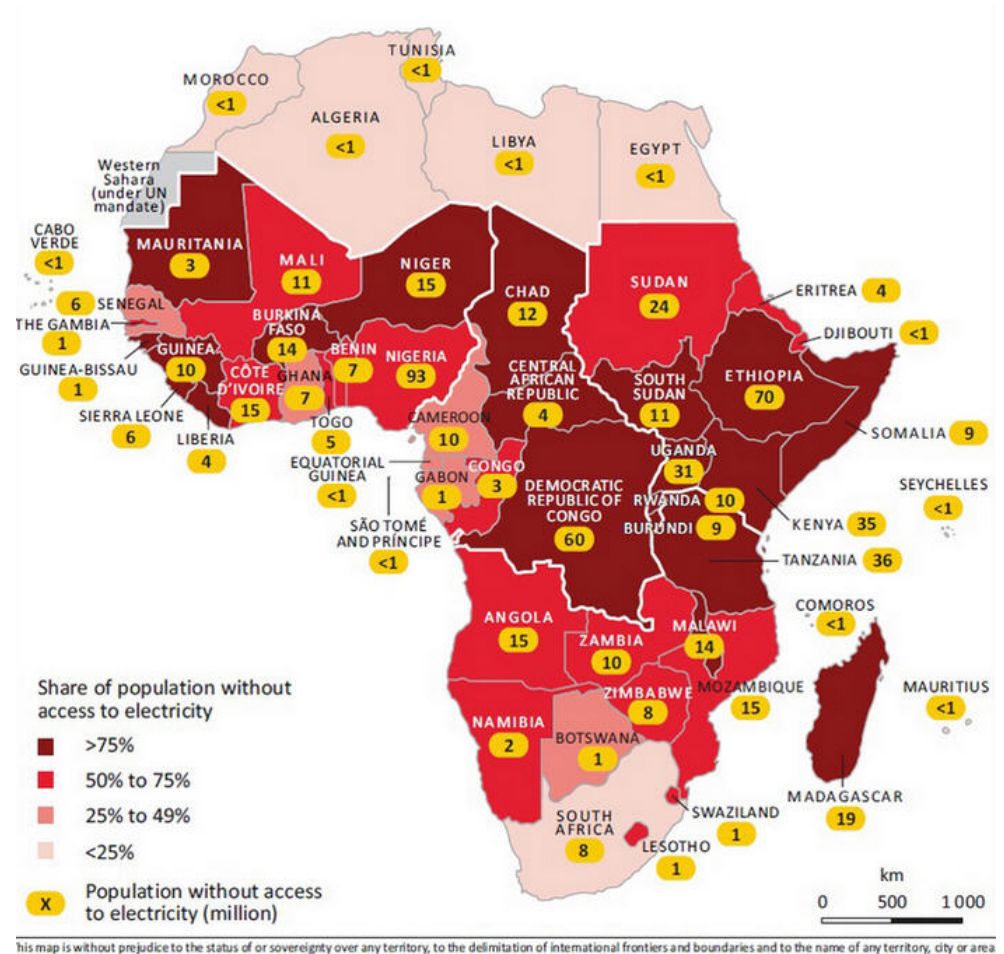 TUNISIA
<1
MOROCCO
<1
ALGERIA
<1
LIBYA
<1
EGYPT
<1
Western
Sahara
(under UN
mandate)
CABO
VERDE
<1
MAURITANIA
3
MALI
11
NIGER
15
CHAD
12
SUDAN
24
ERITREA 4
6 SENEGAL
THE GAMBIA
1
BURKINA
FASO
14
DJIBOUTI <1
GUINEA-BISSAU
1
GUINEA
10
CÔTE
D'IVOIRE
15
GHANA
7
BENIN
7
NIGERIA
93
CENTRAL
AFRICAN
REPUBLIC
4
SOUTH
SUDAN
11
ETHIOPIA
70
SIERRA LEONE
6
LIBERIA
4
TOGO
5
CAMEROON
10
SOMALIA 9
EQUATORIAL
GUINEA
<1
GABON
1
CONGO
3
DEMOCRATIC
REPUBLIC OF
CONGO
60
UGANDA
31
RWANDA 10
BURUNDI 9
KENYA 35
SEYCHELLES
<1
SÃO TOMÉ
AND PRÍNCIPE
<1
TANZANIA 36
COMOROS
<1
ANGOLA
15
ZAMBIA
10
MALAWI
14
MOZAMBIQUE
15
ZIMBABWE
8
MAURITIUS
<1
NAMIBIA
2
BOTSWANA
1
MADAGASCAR
19
SOUTH
AFRICA
8
SWAZILAND
1
LESOTHO
1
Share of population without
access to electricity
>75%
50% to 75%
25% to 49%
<25%
X Population without access
to electricity (million)
km
0 500 1 000
his map is without prejudice to the status of or sovereignty over any territory, to the delimitation of international frontiers and boundaries and to the name of any territory, city or area